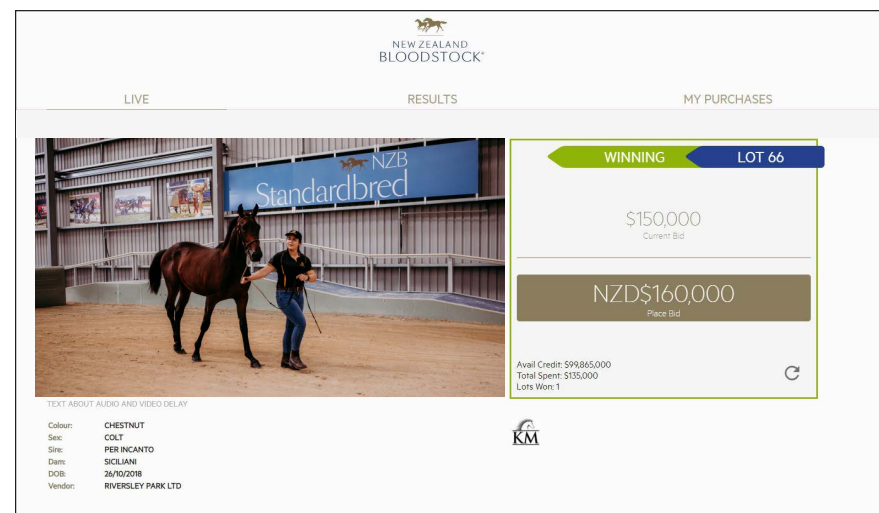 NEW ZEALAND
BLOODSTOCK®
LIVE
RESULTS
MY PURCHASES
NZB
Standardbred
WINNING
LOT 66
$150,000
Current Bid
NZD$160,000
Place Bid
Avail Credit: $99,865,000
Total Spent: $135,000
Lots Won: 1
TEXT ABOUT AUDIO AND VIDEO DELAY
Colour: CHESTNUT
Sex: COLT
Sire: PER INCANTO
Dam: SICILIANI
DOB: 26/10/2018
Vendor: RIVERSLEY PARK LTD
KM